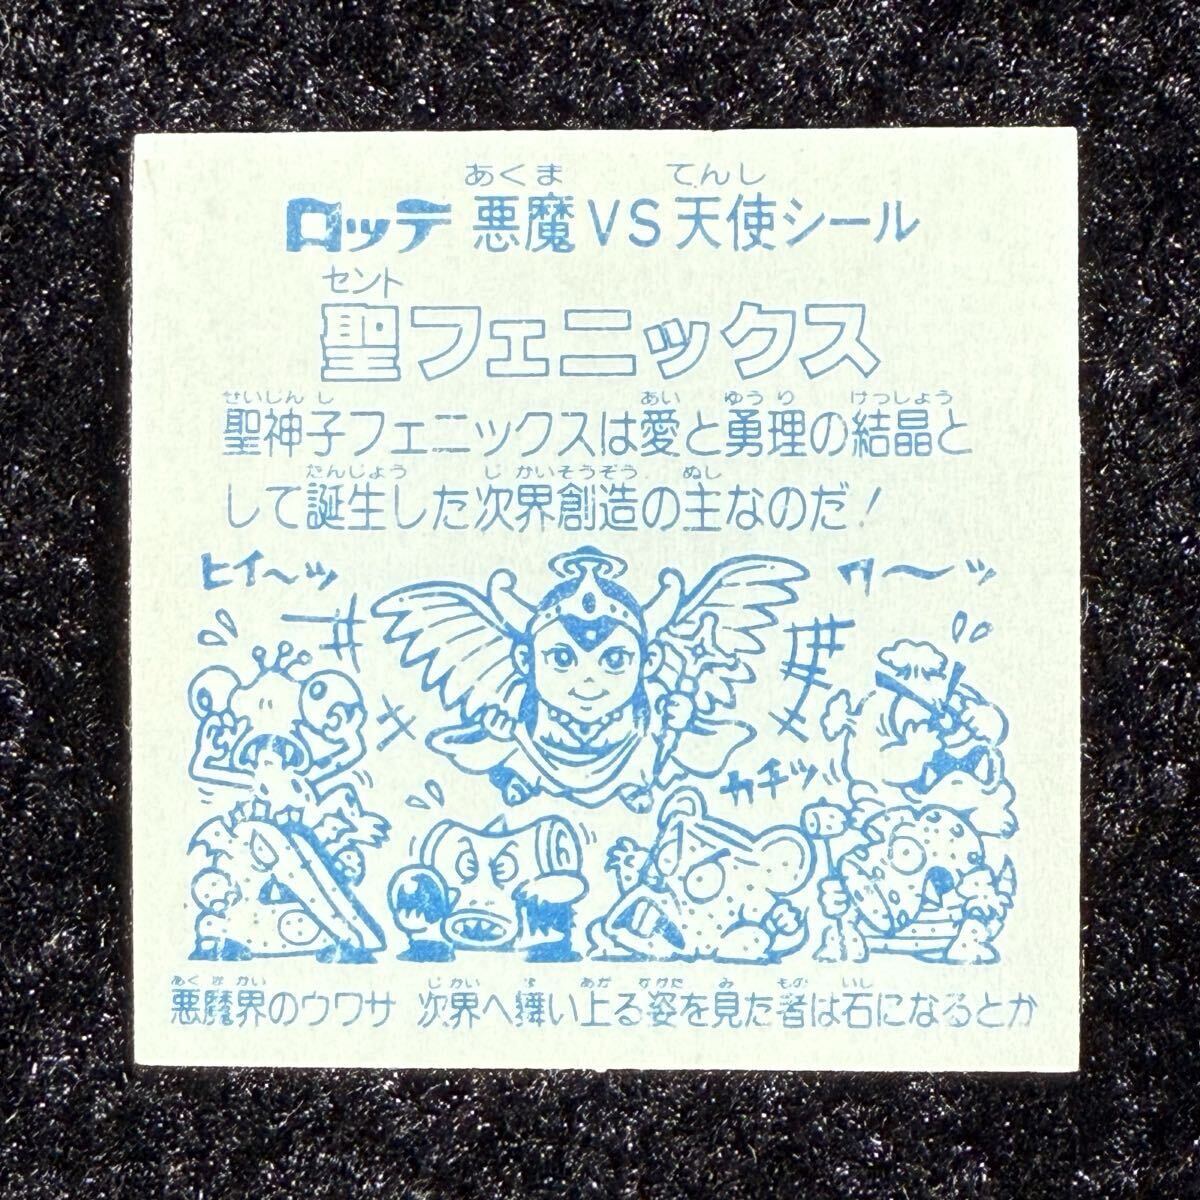 あくま てんし
ロッテ 悪魔VS天使シール
セント
聖フェニックス
せいじんし あい ゆうり けっしょう
聖神子フェニックスは愛と勇理の結晶と
たんじょう じかいそうぞう ぬし
して誕生した次界創造の主なのだ!
ヒイ〜ッ
ワ〜ッ
カチッ
あくまかい じかい ま あが すがた み もの いし
悪魔界のウワサ 次界へ舞い上る姿を見た者は石になるとか